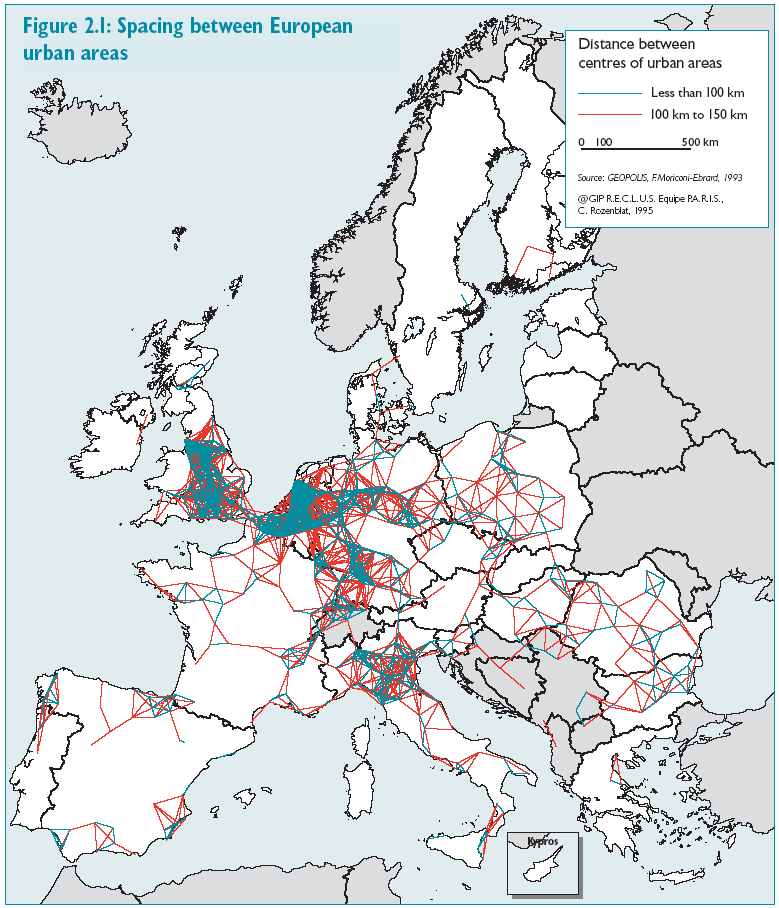 Figure 2.1: Spacing between European
urban areas
Distance between
centres of urban areas
Less than 100 km
100 km to 150 km
0 100 500 km
Source: GEOPOLIS, F.Moriconi-Ebrard, 1993
@GIP R.E.C.L.U.S. Equipe P.A.R.I.S.,
C. Rozenblat, 1995
Kypros